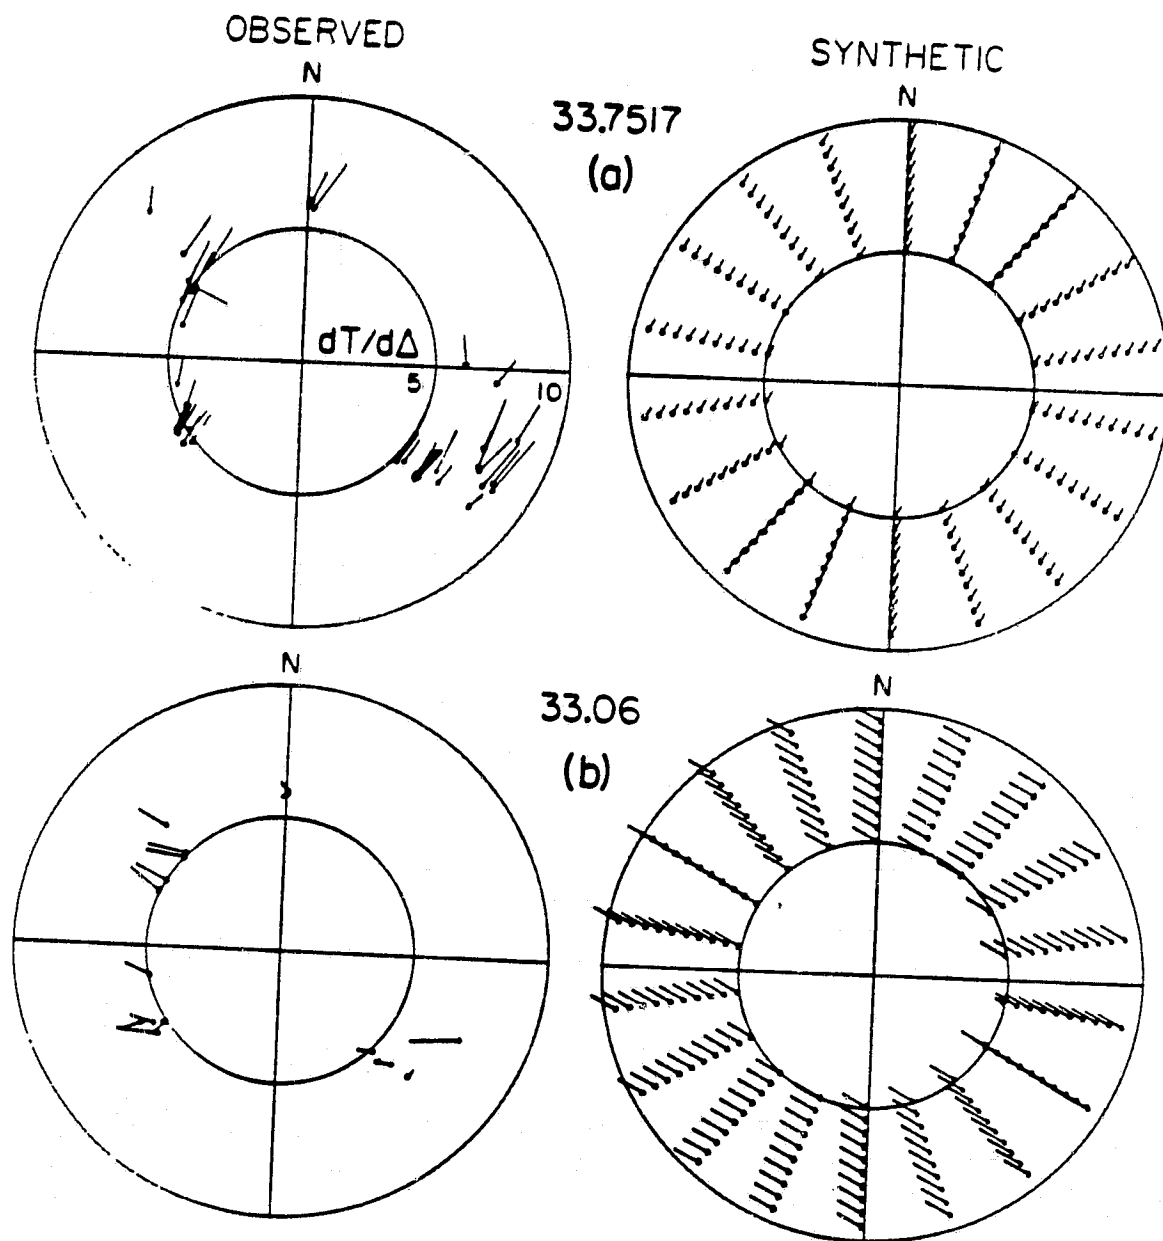 OBSERVED
SYNTHETIC
N
N
33.7517
(a)
dT/dΔ
5
10
N
N
33.06
(b)